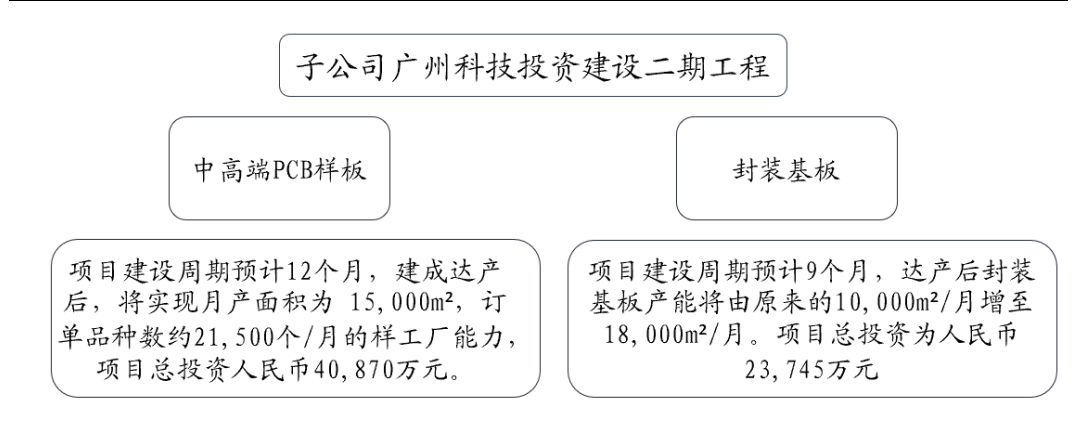 子公司广州科技投资建设二期工程
中高端PCB样板
封装基板
项目建设周期预计12个月，建成达产
后，将实现月产面积为 15,000m²，订
单品种数约21,500个/月的样工厂能力，
项目总投资人民币40,870万元。
项目建设周期预计9个月，达产后封装
基板产能将由原来的10,000m²/月增至
18,000m²/月。项目总投资为人民币
23,745万元